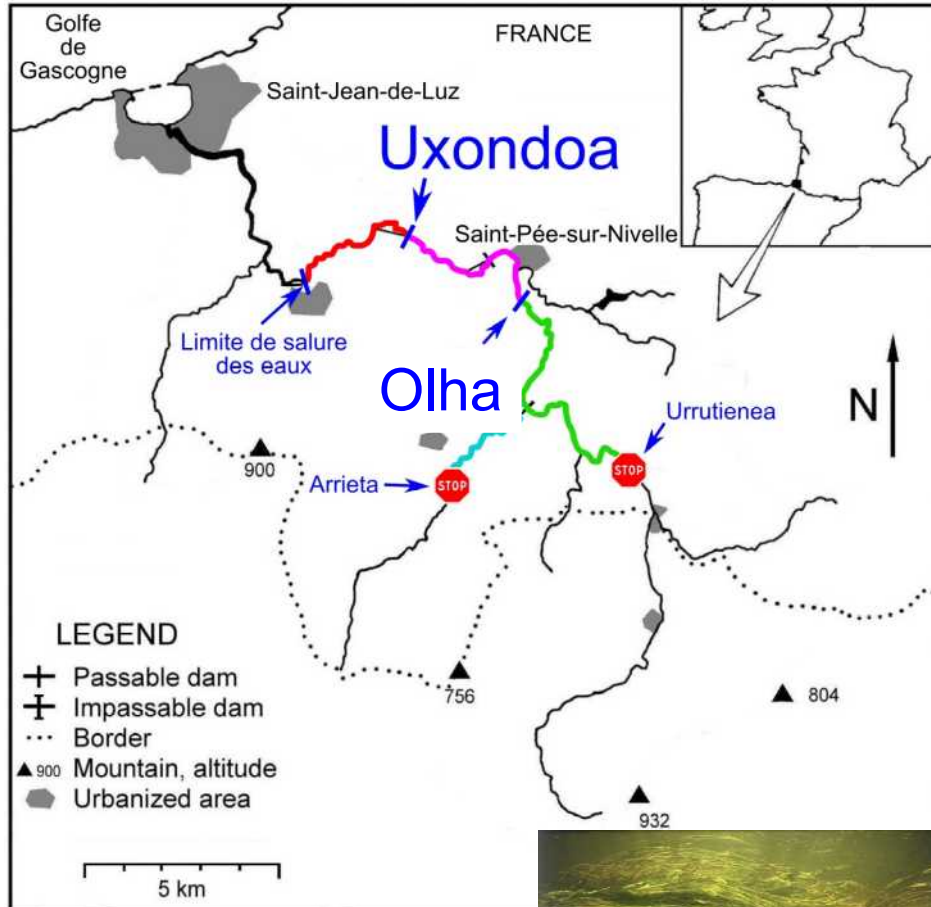 Golfe
de
Gascogne
FRANCE
Saint-Jean-de-Luz
Uxondoa
Saint-Pée-sur-Nivelle
Limite de salure
des eaux
Olha
N
Urrutienea
900
Arrieta
STOP
STOP
LEGEND
Passable dam
Impassable dam
Border
900 Mountain, altitude
Urbanized area
756
804
932
5 km